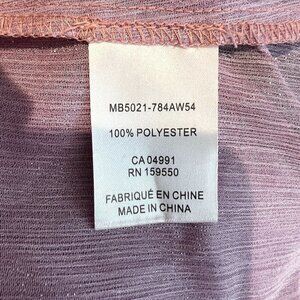 MB5021-784AW54
100% POLYESTER
CA 04991
RN 159550
FABRIQUÉ EN CHINE
MADE IN CHINA